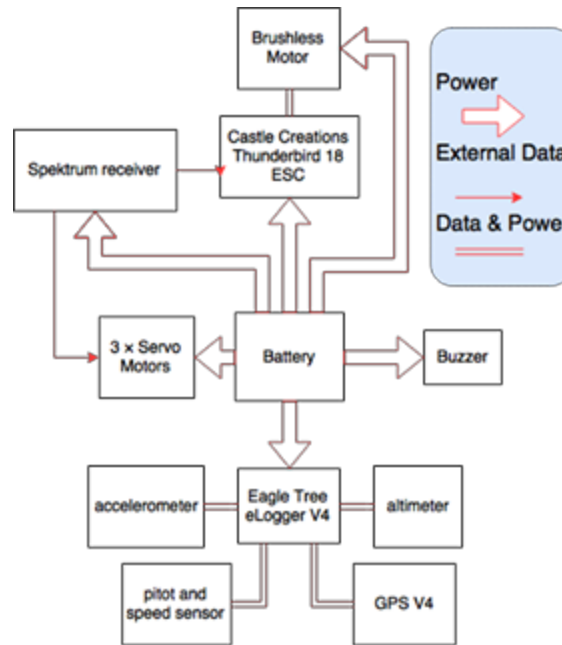 Brushless
Motor
Castle Creations
Thunderbird 18
ESC
Spektrum receiver
Power
External Data
Data & Powe
3 x Servo
Motors
Battery
Buzzer
accelerometer
Eagle Tree
eLogger V4
altimeter
pitot and
speed sensor
GPS V4